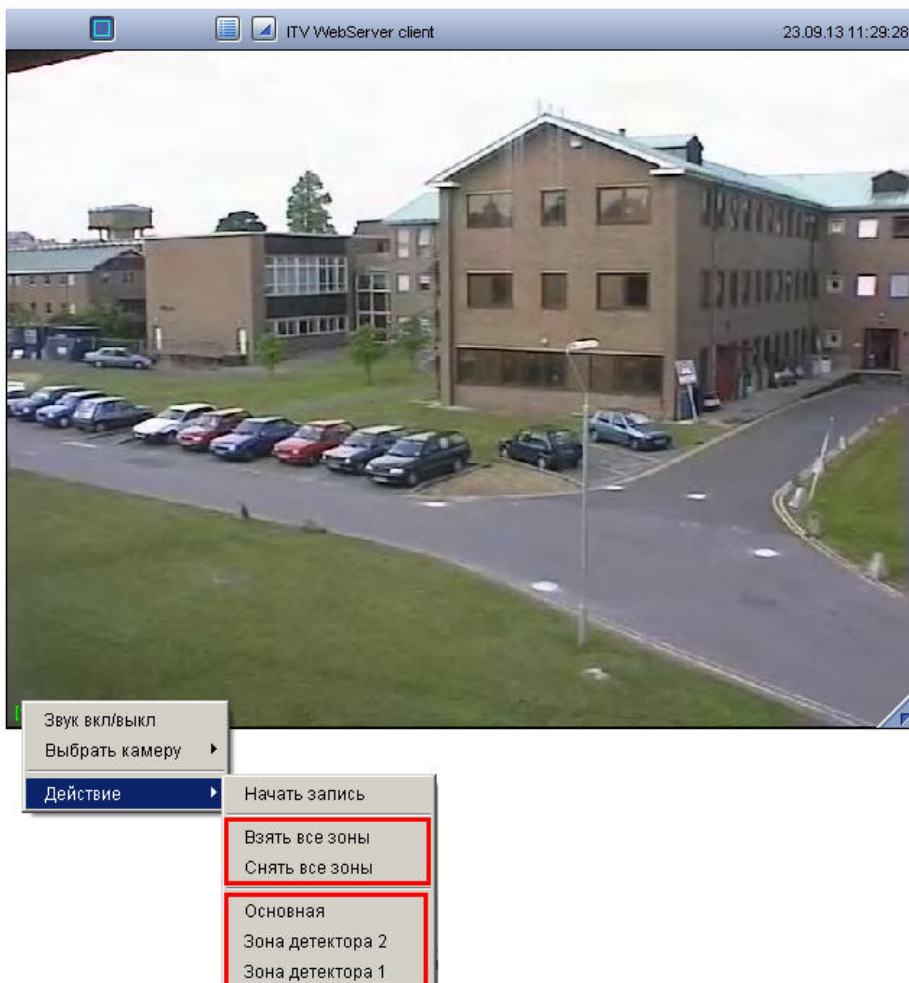 ITV WebServer client
23.09.13 11:29:28
Звук вкл/выкл
Выбрать камеру
Действие
Начать запись
Взять все зоны
Снять все зоны
Основная
Зона детектора 2
Зона детектора 1